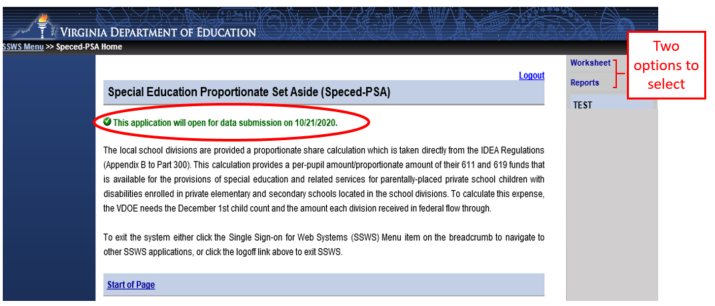 VIRGINIA DEPARTMENT OF EDUCATION
SSWS Menu >> Speced-PSA Home
Two
options to
select
Worksheet
Reports
TEST
Logout
Special Education Proportionate Set Aside (Speced-PSA)
This application will open for data submission on 10/21/2020.
The local school divisions are provided a proportionate share calculation which is taken directly from the IDEA Regulations
(Appendix B to Part 300). This calculation provides a per-pupil amount/proportionate amount of their 611 and 619 funds that
is available for the provisions of special education and related services for parentally-placed private school children with
disabilities enrolled in private elementary and secondary schools located in the school divisions. To calculate this expense,
the VDOE needs the December 1st child count and the amount each division received in federal flow through.
To exit the system either click the Single Sign-on for Web Systems (SSWS) Menu item on the breadcrumb to navigate to
other SSWS applications, or click the logoff link above to exit SSWS.
Start of Page